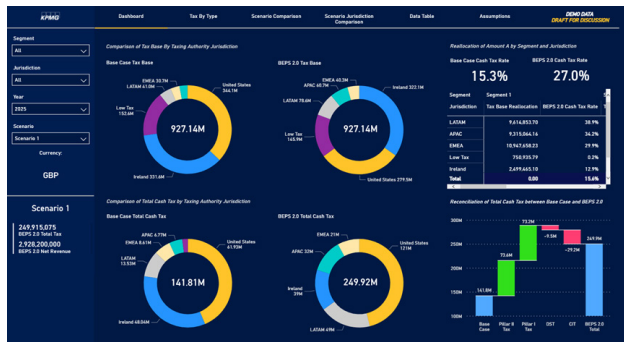 KPMG
Dashboard
Tax By Type
Scenario Comparison
Scenario Jurisdiction
Comparison
Data Table
Assumptions
DEMO DATA
DRAFT FOR DISCUSSION
Segment
All
Jurisdiction
All
Year
2025
Scenario
Scenario 1
Currency:
GBP
Scenario 1
249,915,075
BEPS 2.0 Total Tax
2,928,200,000
BEPS 2.0 Net Revenue
Comparison of Tax Base By Taxing Authority Jurisdiction
Base Case Tax Base
EMEA 30.7M
LATAM 41.0M
Low Tax
152.6M
United States
344.1M
927.14M
Ireland 331.6M
BEPS 2.0 Tax Base
EMEA 40.3M
APAC 40.7M
LATAM 78.6M
Low Tax
145.9M
Ireland 322.1M
927.14M
United States 279.5M
Reallocation of Amount A by Segment and Jurisdiction
Base Case Cash Tax Rate
15.3%
BEPS 2.0 Cash Tax Rate
27.0%
Segment
Segment 1
Jurisdiction
Tax Base Reallocation
BEPS 2.0 Cash Tax Rate
LATAM 9,614,853.70 38.9%
APAC 9,315,064.16 34.2%
EMEA 10,947,658.23 29.9%
Low Tax 750,935.79 0.2%
Ireland 2,499,465.10 12.9%
Total 0.00 15.6%
Comparison of Total Cash Tax by Taxing Authority Jurisdiction
Base Case Total Cash Tax
APAC 6.77M
EMEA 8.61M
LATAM
13.53M
United States
61.93M
141.81M
Ireland 48.06M
BEPS 2.0 Total Cash Tax
EMEA 21M
APAC 32M
Ireland
39M
LATAM 49M
United States
121M
249.92M
Reconciliation of Total Cash Tax between Base Case and BEPS 2.0
300M
250M
200M
150M
100M
141.8M
73.6M
73.2M
-9.5M
-29.2M
249.9M
Base
Case
Pillar II
Tax
Pillar I
Tax
DST
CIT
BEPS 2.0
Total